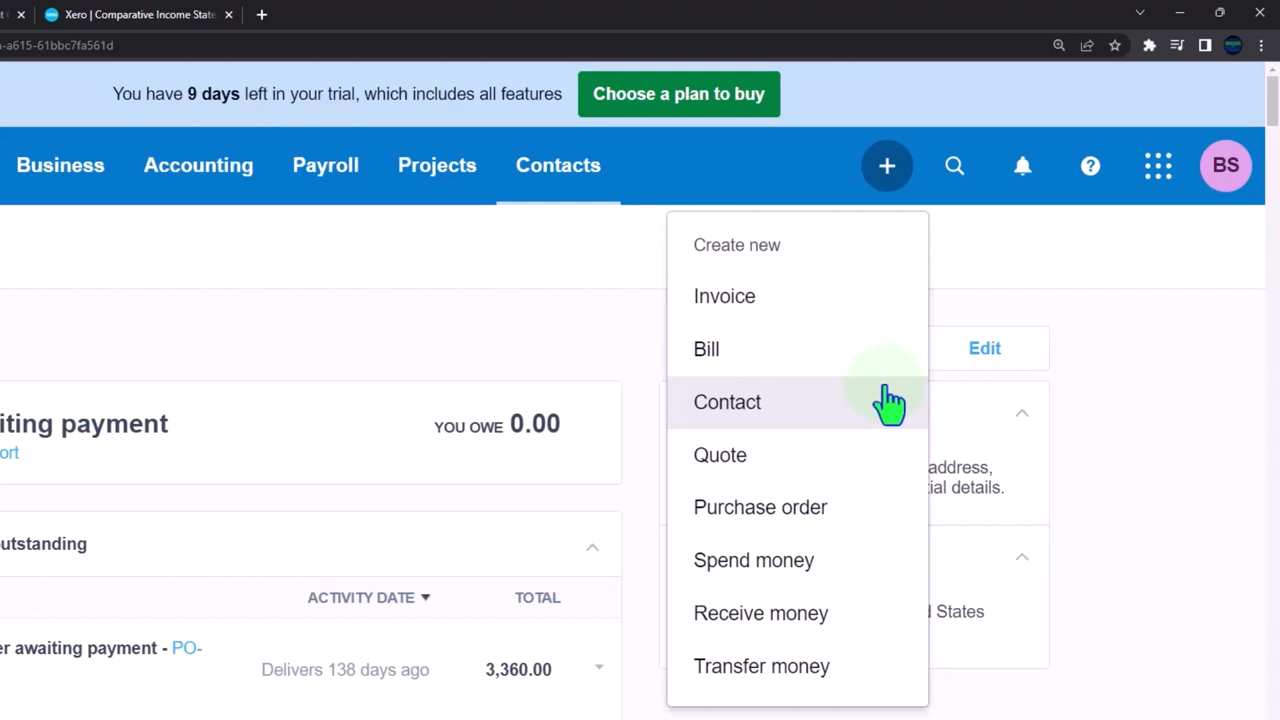 Xero | Comparative Income State
-a615-61bbc7fa561d
You have 9 days left in your trial, which includes all features
Choose a plan to buy
Business Accounting Payroll Projects Contacts
BS
Create new
Invoice
Bill
Edit
Contact
iting payment
YOU OWE 0.00
ort
Quote
address,
tial details.
Purchase order
outstanding
Spend money
ACTIVITY DATE TOTAL
Receive money
d States
er awaiting payment - PO-
Delivers 138 days ago 3,360.00
Transfer money